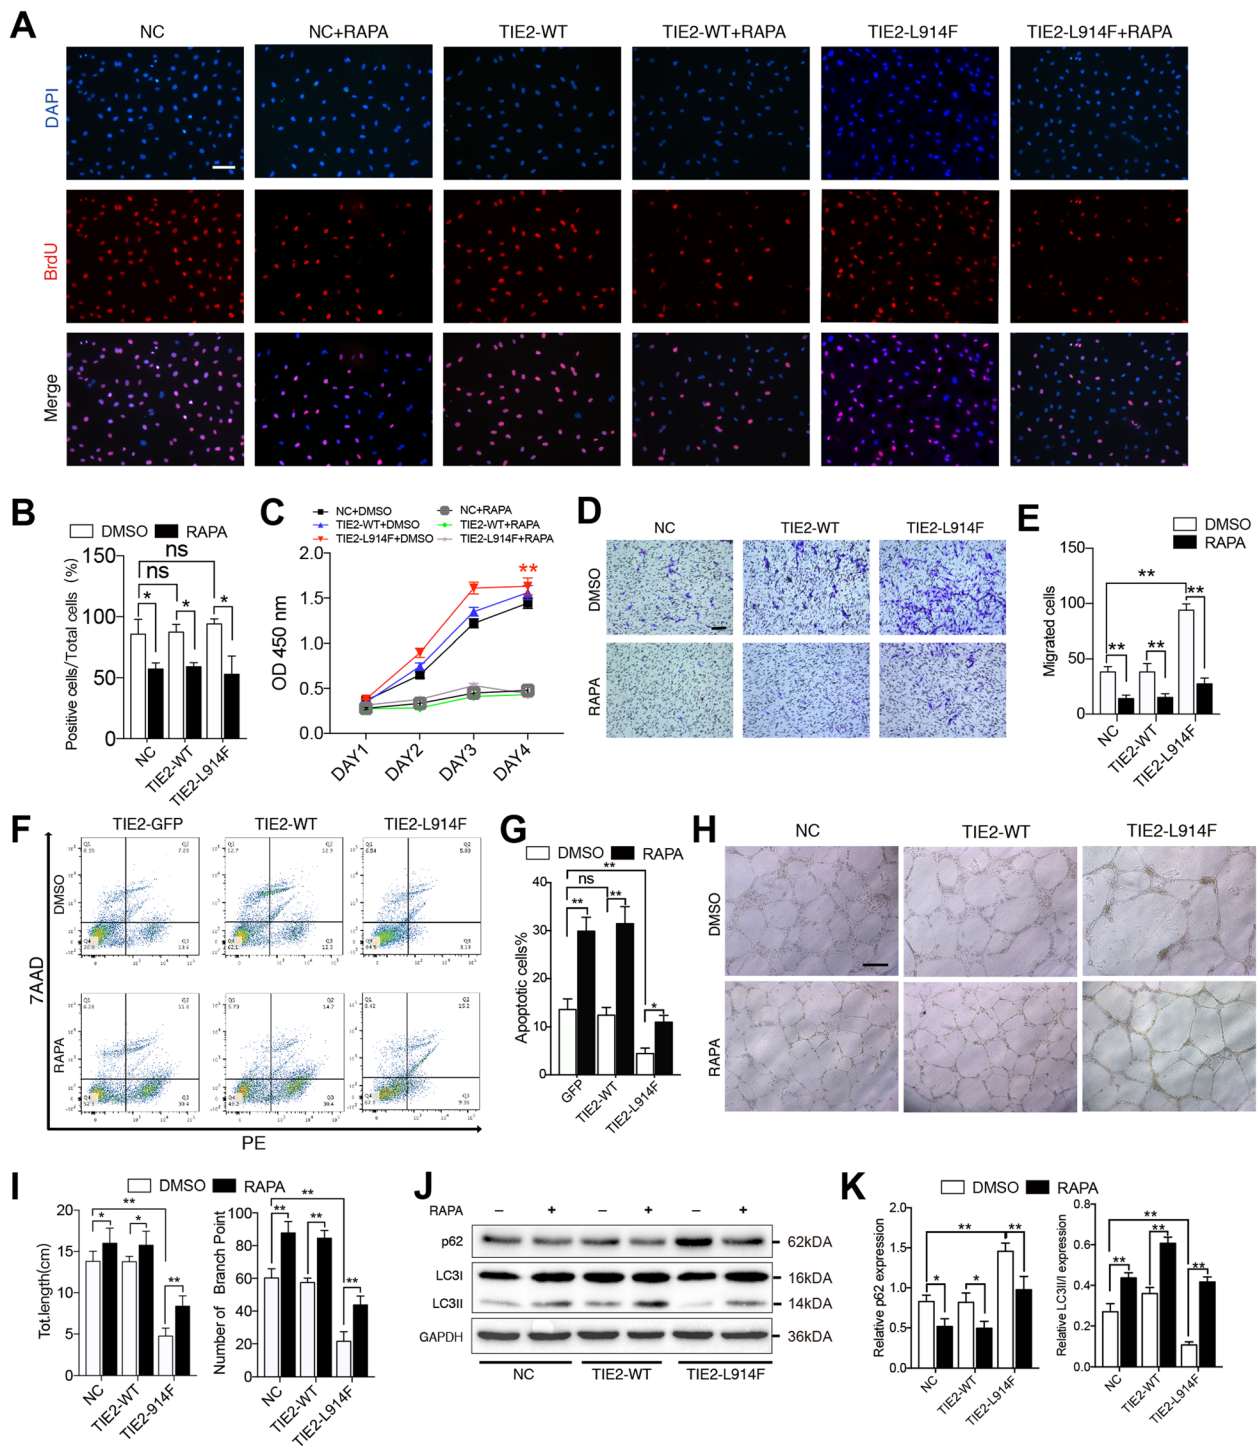 A
NC
NC+RAPA
TIE2-WT
TIE2-WT+RAPA
TIE2-L914F
TIE2-L914F+RAPA
DAPI
BrdU
Merge
B
DMSO
RAPA
Positive cells/Total cells (%)
150
100
50
0
ns
ns
*
*
*
NC
TIE2-WT
TIE2-L914F
C
NC+DMSO
TIE2-WT+DMSO
TIE2-L914F+DMSO
NC+RAPA
TIE2-WT+RAPA
TIE2-L914F+RAPA
OD 450 nm
2.0
1.5
1.0
0.5
0.0
**
DAY1
DAY2
DAY3
DAY4
D
NC
TIE2-WT
TIE2-L914F
DMSO
RAPA
E
DMSO
RAPA
Migrated cells
150
100
50
0
**
**
**
**
NC
TIE2-WT
TIE2-L914F
F
TIE2-GFP
TIE2-WT
TIE2-L914F
DMSO
RAPA
7AAD
PE
G
DMSO
RAPA
Apoptotic cells%
40
30
20
10
0
**
ns
**
**
*
GFP
TIE2-WT
TIE2-L914F
H
NC
TIE2-WT
TIE2-L914F
DMSO
RAPA
I
DMSO
RAPA
Tot.length(cm)
20
15
10
5
0
**
*
*
**
NC
TIE2-WT
TIE2-914F
Number of Branch Point
100
80
60
40
20
0
**
**
**
**
NC
TIE2-WT
TIE2-L914F
J
RAPA
− + − + − +
p62
62kDA
LC3I
16kDA
LC3II
14kDA
GAPDH
36kDA
NC
TIE2-WT
TIE2-L914F
K
DMSO
RAPA
Relative p62 expression
2.0
1.5
1.0
0.5
0.0
**
**
*
*
NC
TIE2-WT
TIE2-L914F
Relative LC3II/I expression
0.8
0.6
0.4
0.2
0.0
**
**
**
**
NC
TIE2-WT
TIE2-L914F